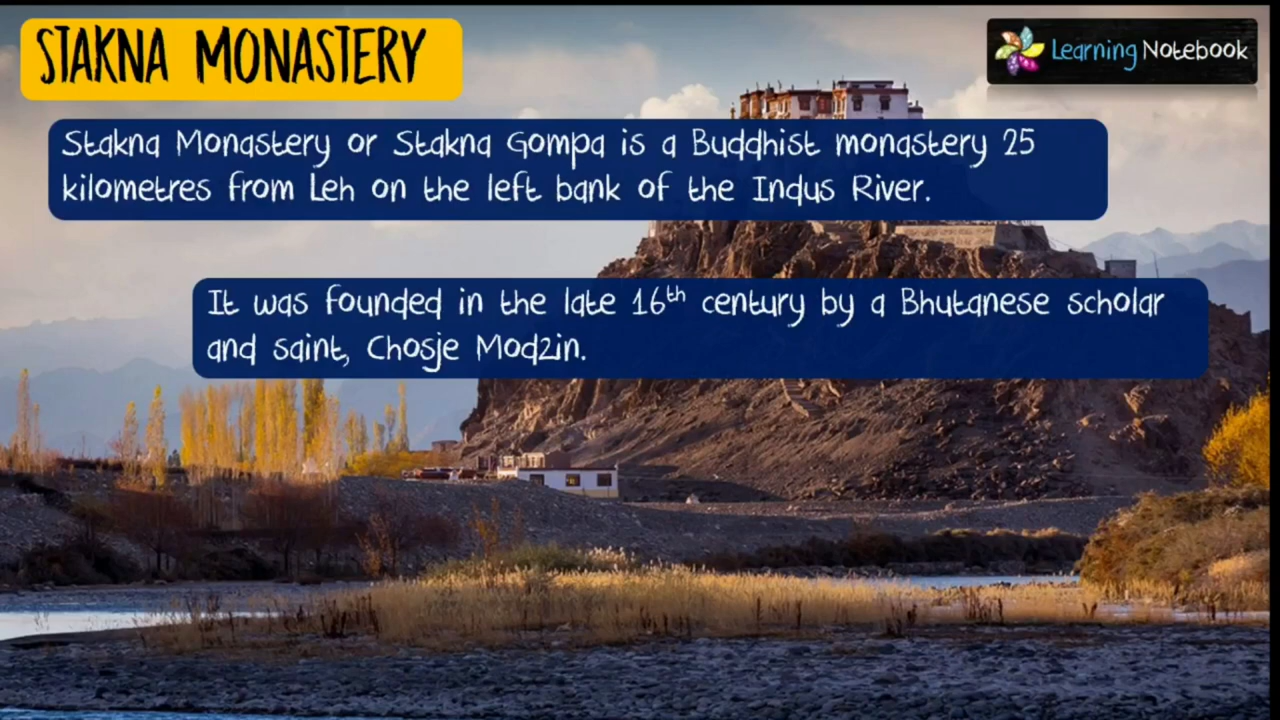 STAKNA MONASTERY
Learning Notebook
Stakna Monastery or Stakna Gompa is a Buddhist monastery 25
kilometres from Leh on the left bank of the Indus River.
It was founded in the late 16th century by a Bhutanese scholar
and saint, Chosje Modzin.